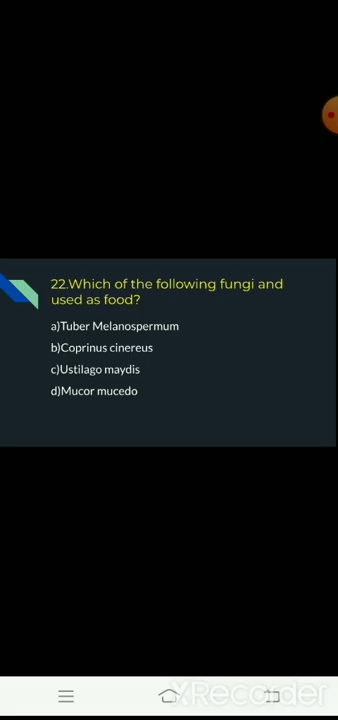 22.Which of the following fungi and
used as food?
a)Tuber Melanospermum
b)Coprinus cinereus
c)Ustilago maydis
d)Mucor mucedo
XRecorder